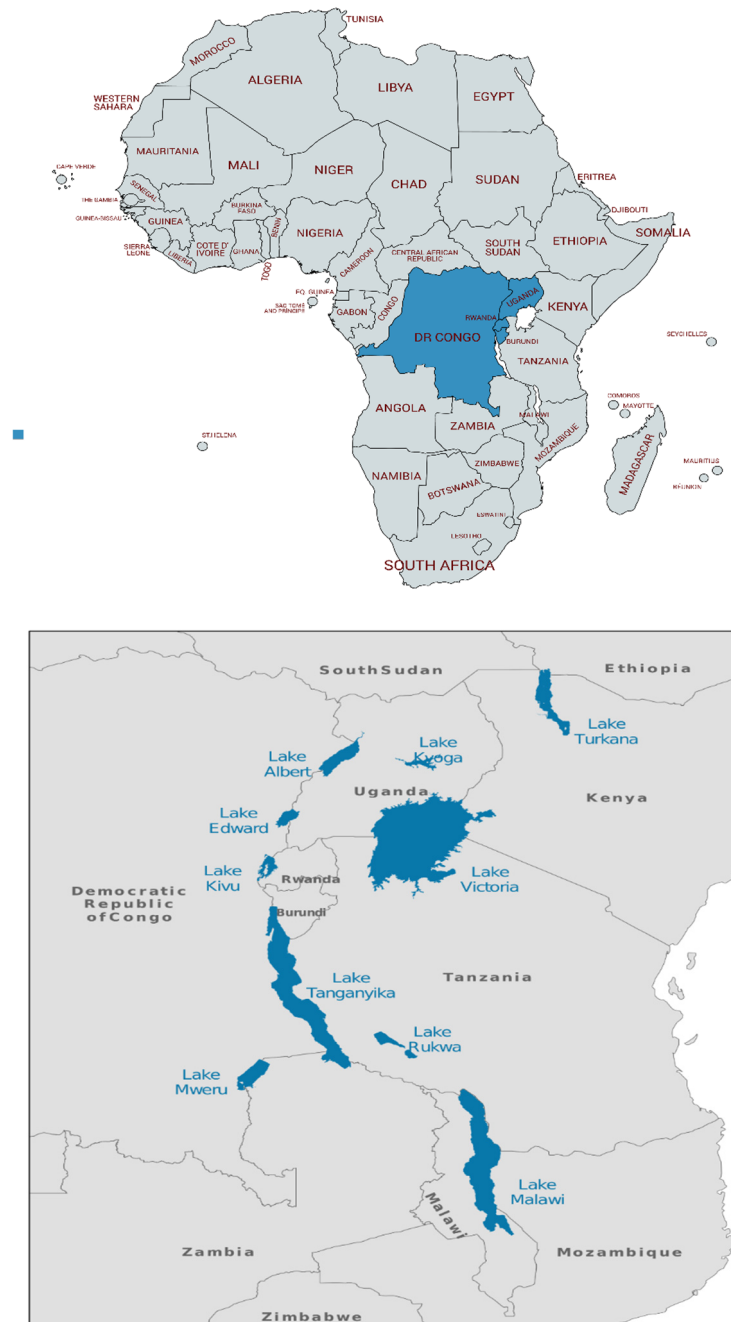 TUNISIA
MOROCCO
ALGERIA
LIBYA
EGYPT
WESTERN
SAHARA
MAURITANIA
MALI
NIGER
CHAD
SUDAN
ERITREA
CAPE VERDE
SENEGAL
THE GAMBIA
GUINEA-NISSAU
GUINEA
BURKINA
FASO
BENIN
NIGERIA
DJIBOUTI
SOMALIA
ETHIOPIA
SOUTH
SUDAN
CENTRAL AFRICAN
REPUBLIC
CAMEROON
SIERRA
LEONE
LIBERIA
COTE D'
IVOIRE
GHANA
TOGO
EQ. GUINEA
SAO TOME
AND PRINCIPE
GABON
CONGO
DR CONGO
UGANDA
RWANDA
BURUNDI
KENYA
TANZANIA
SEYCHELLES
COMOROS
MAYOTTE
ANGOLA
ZAMBIA
MALAWI
MOZAMBIQUE
ST.HELENA
NAMIBIA
BOTSWANA
ZIMBABWE
MADAGASCAR
MAURITIUS
RÉUNION
ESWATINI
LESOTHO
SOUTH AFRICA
SouthSudan
Ethiopia
Lake
Turkana
Lake
Albert
Lake
Kyoga
Uganda
Kenya
Lake
Edward
Lake
Kivu
Rwanda
Lake
Victoria
Democratic
Republic
ofCongo
Burundi
Lake
Tanganyika
Tanzania
Lake
Rukwa
Lake
Mweru
Lake
Malawi
Malawi
Zambia
Mozambique
Zimbabwe